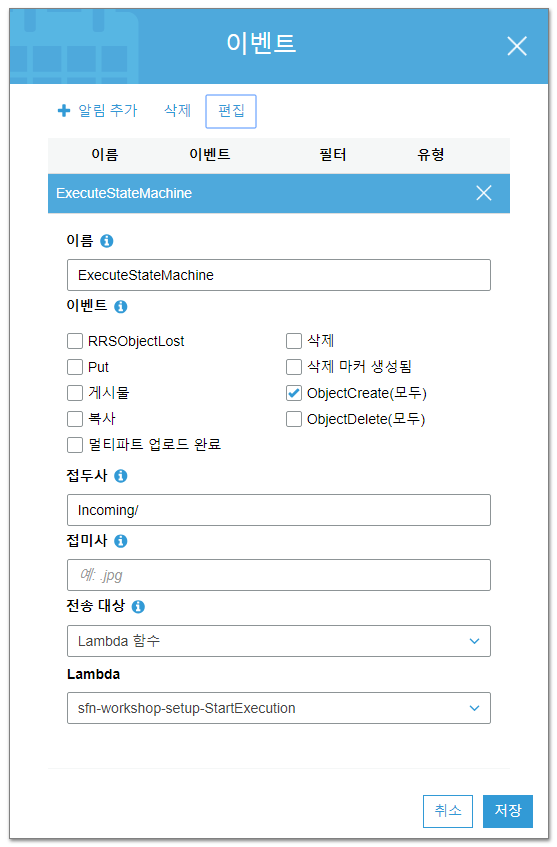 이벤트
알림 추가 삭제 편집
이름 이벤트 필터 유형
ExecuteStateMachine
이름
ExecuteStateMachine
이벤트
RRSObjectLost 삭제
Put 삭제 마커 생성됨
게시물 ObjectCreate(모두)
복사 ObjectDelete(모두)
멀티파트 업로드 완료
접두사
Incoming/
접미사
예: .jpg
전송 대상
Lambda 함수
Lambda
sfn-workshop-setup-StartExecution
취소 저장